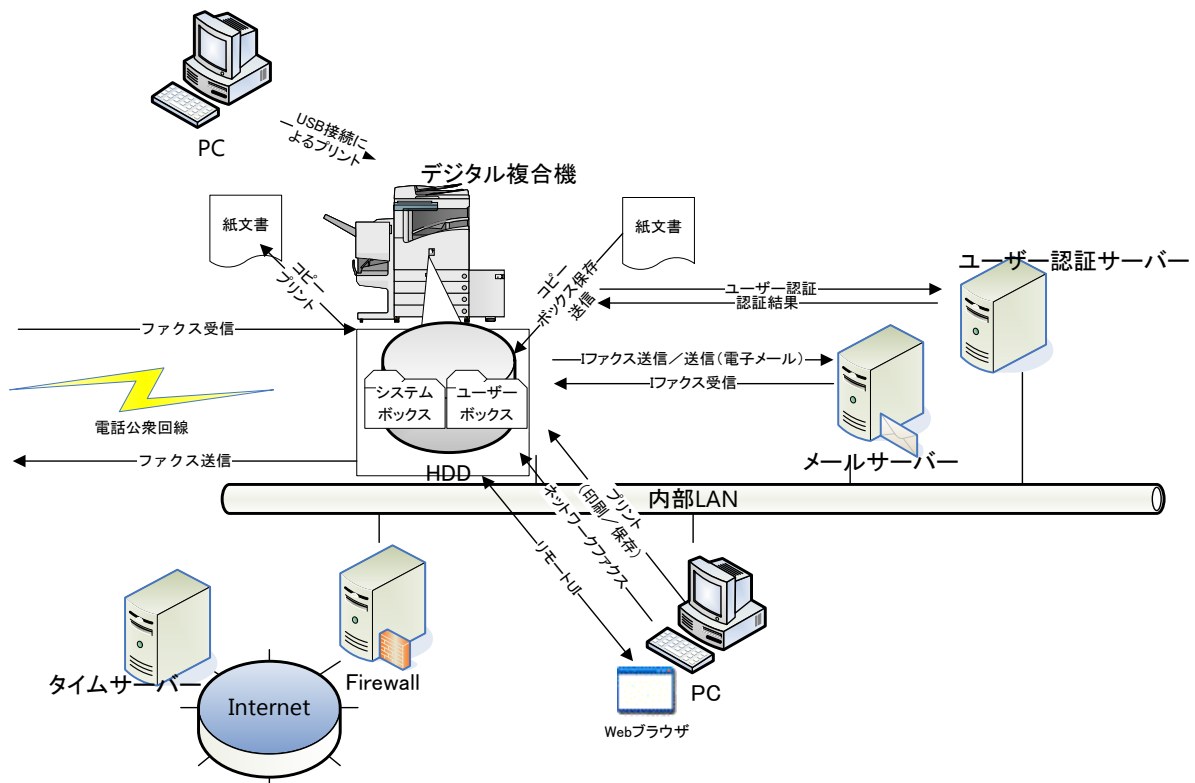 PC
USB接続に
よるプリント
デジタル複合機
紙文書
紙文書
コピー
プリント
コピー
ボックス保存
送信
ユーザー認証サーバー
ユーザー認証
認証結果
ファクス受信
Iファクス送信／送信（電子メール）
Iファクス受信
システム
ボックス
ユーザー
ボックス
電話公衆回線
ファクス送信
HDD
メールサーバー
内部LAN
プリント
（印刷／保存）
ネットワークファクス
リモートUI
タイムサーバー
Firewall
Internet
PC
Webブラウザ